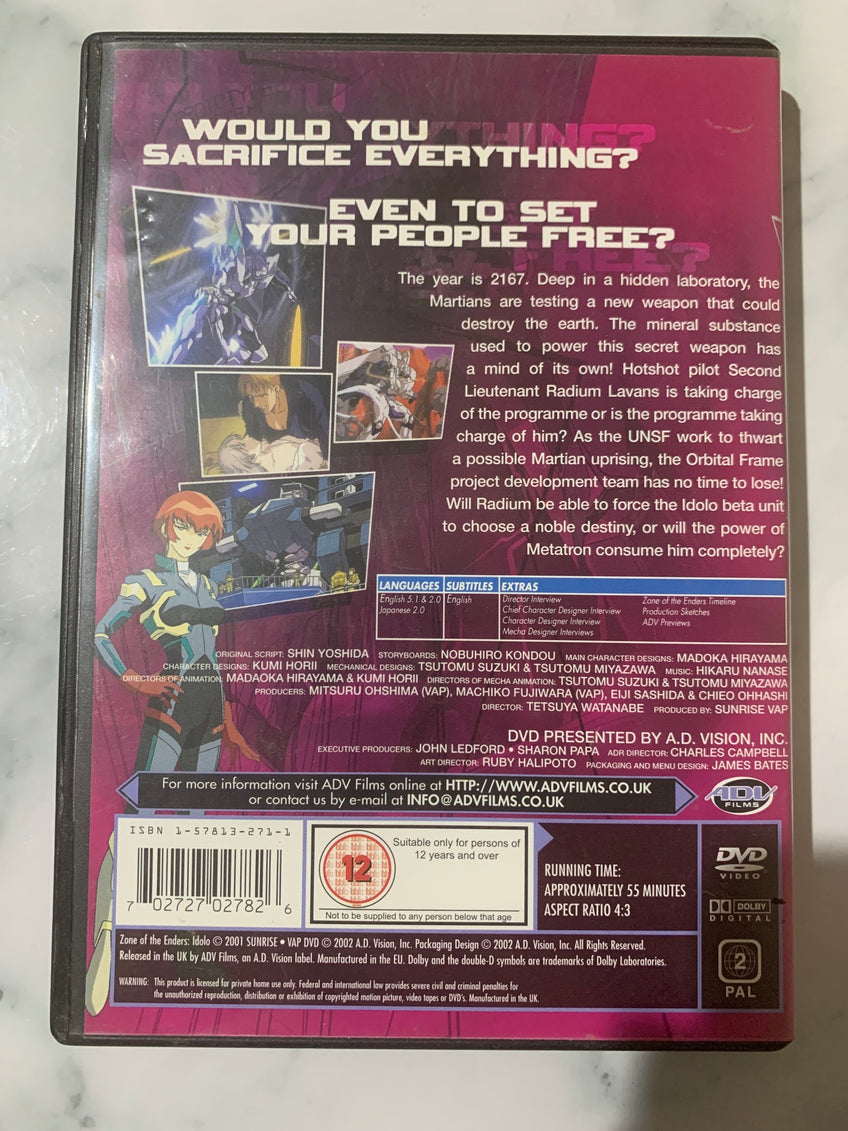 WOULD YOU
SACRIFICE EVERYTHING?
EVEN TO SET
YOUR PEOPLE FREE?
The year is 2167. Deep in a hidden laboratory, the
Martians are testing a new weapon that could
destroy the earth. The mineral substance
used to power this secret weapon has
a mind of its own! Hotshot pilot Second
Lieutenant Radium Lavans is taking charge
of the programme or is the programme taking
charge of him? As the UNSF work to thwart
a possible Martian uprising, the Orbital Frame
project development team has no time to lose!
Will Radium be able to force the Idolo beta unit
to choose a noble destiny, or will the power of
Metatron consume him completely?
LANGUAGES SUBTITLES EXTRAS
English 5.1 & 2.0 English Director Interview Zone of the Enders Timeline
Japanese 2.0 Chief Character Designer Interview Production Sketches
Character Designer Interview ADV Previews
Mecha Designer Interviews
ORIGINAL SCRIPT: SHIN YOSHIDA STORYBOARDS: NOBUHIRO KONDOU MAIN CHARACTER DESIGNS: MADOKA HIRAYAMA
CHARACTER DESIGNS: KUMI HORII MECHANICAL DESIGNS: TSUTOMU SUZUKI & TSUTOMU MIYAZAWA MUSIC: HIKARU NANASE
DIRECTORS OF ANIMATION: MADAOKA HIRAYAMA & KUMI HORII DIRECTORS OF MECHA ANIMATION: TSUTOMU SUZUKI & TSUTOMU MIYAZAWA
PRODUCERS: MITSURU OHSHIMA (VAP), MACHIKO FUJIWARA (VAP), EIJI SASHIDA & CHIEO OHHASHI
DIRECTOR: TETSUYA WATANABE PRODUCED BY: SUNRISE VAP
DVD PRESENTED BY A.D. VISION, INC.
EXECUTIVE PRODUCERS: JOHN LEDFORD • SHARON PAPA ADR DIRECTOR: CHARLES CAMPBELL
ART DIRECTOR: RUBY HALIPOTO PACKAGING AND MENU DESIGN: JAMES BATES
For more information visit ADV Films online at HTTP://WWW.ADVFILMS.CO.UK
or contact us by e-mail at INFO@ADVFILMS.CO.UK
ADV
FILMS
ISBN 1-57813-271-1
7 02727 02782 6
12
Suitable only for persons of
12 years and over
Not to be supplied to any person below that age
RUNNING TIME:
APPROXIMATELY 55 MINUTES
ASPECT RATIO 4:3
DVD
VIDEO
DOLBY
DIGITAL
2
PAL
Zone of the Enders: Idolo © 2001 SUNRISE • VAP DVD © 2002 A.D. Vision, Inc. Packaging Design © 2002 A.D. Vision, Inc. All Rights Reserved.
Released in the UK by ADV Films, an A.D. Vision label. Manufactured in the EU. Dolby and the double-D symbols are trademarks of Dolby Laboratories.
WARNING: This product is licensed for private home use only. Federal and international law provides severe civil and criminal penalties for
the unauthorized reproduction, distribution or exhibition of copyrighted motion picture, video tapes or DVD's. Manufactured in the UK.